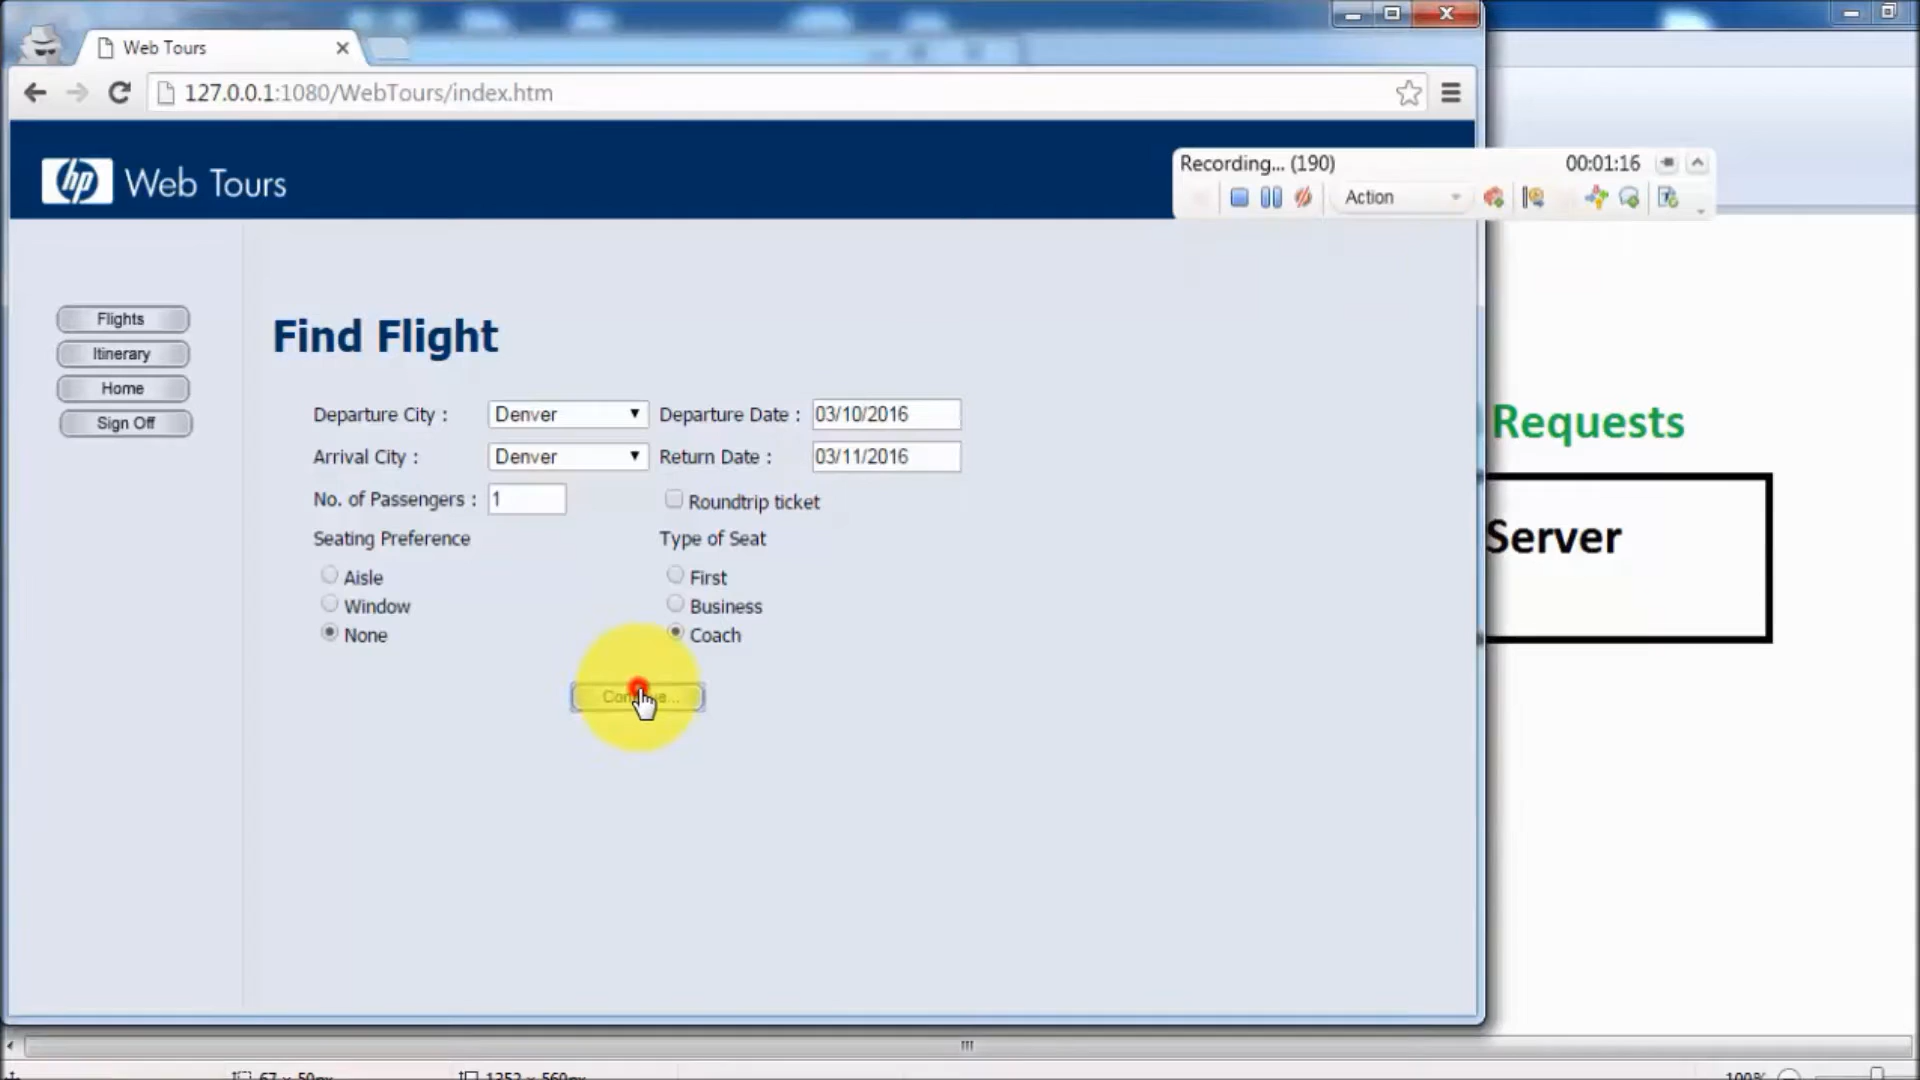 Web Tours
127.0.0.1:1080/WebTours/index.htm
hp Web Tours
Recording... (190) 00:01:16
Action
Flights
Itinerary
Home
Sign Off
Find Flight
Departure City : Denver Departure Date : 03/10/2016
Arrival City : Denver Return Date : 03/11/2016
No. of Passengers : 1 Roundtrip ticket
Seating Preference Type of Seat
Aisle First
Window Business
None Coach
Requests
Server